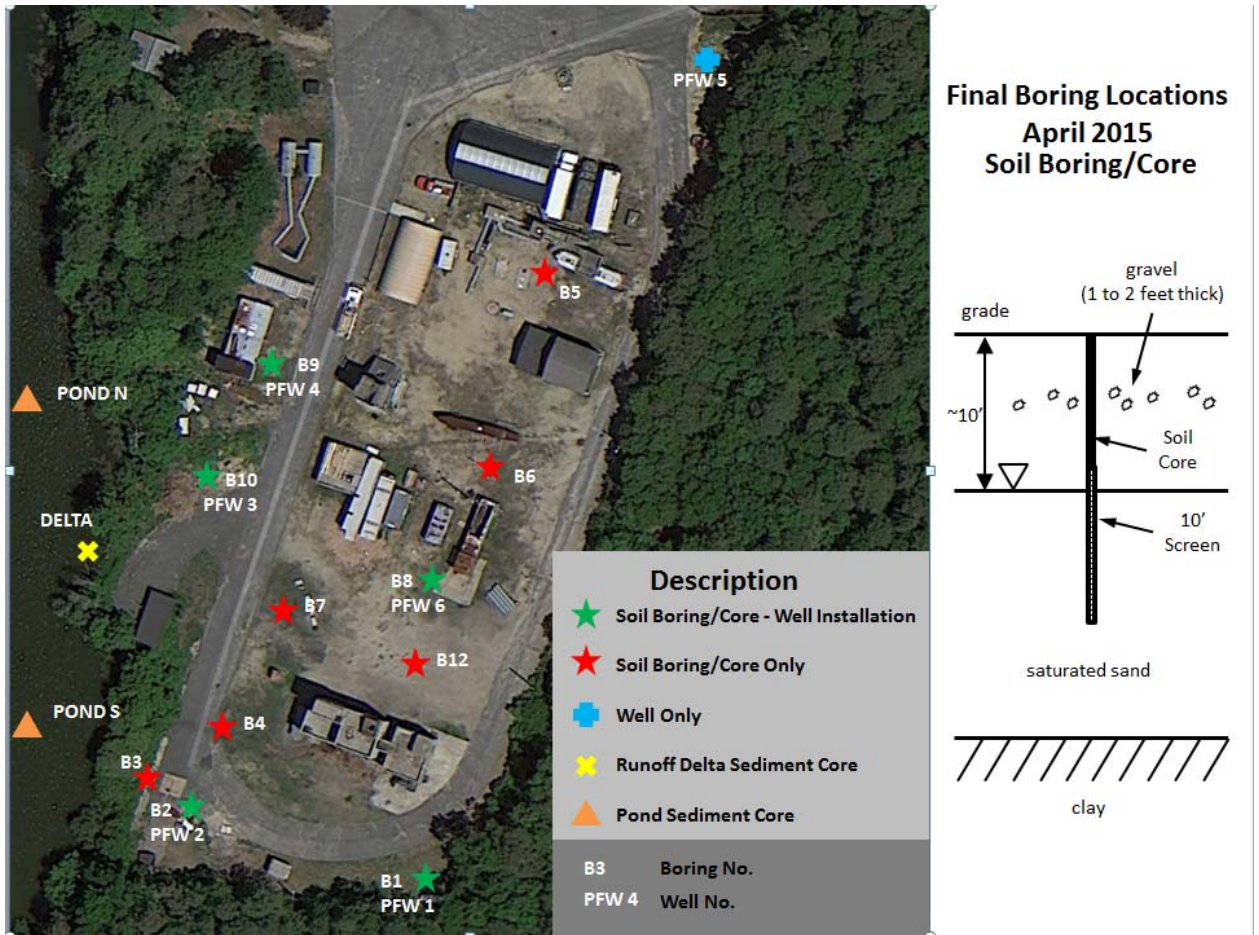 PFW 5
B5
B9
PFW 4
POND N
B6
B10
PFW 3
DELTA
B8
PFW 6
B7
B12
POND S
B4
B3
B2
PFW 2
B1
PFW 1
Description
Soil Boring/Core - Well Installation
Soil Boring/Core Only
Well Only
Runoff Delta Sediment Core
Pond Sediment Core
B3 Boring No.
PFW 4 Well No.
Final Boring Locations
April 2015
Soil Boring/Core
gravel
(1 to 2 feet thick)
grade
~10'
Soil
Core
10'
Screen
saturated sand
clay